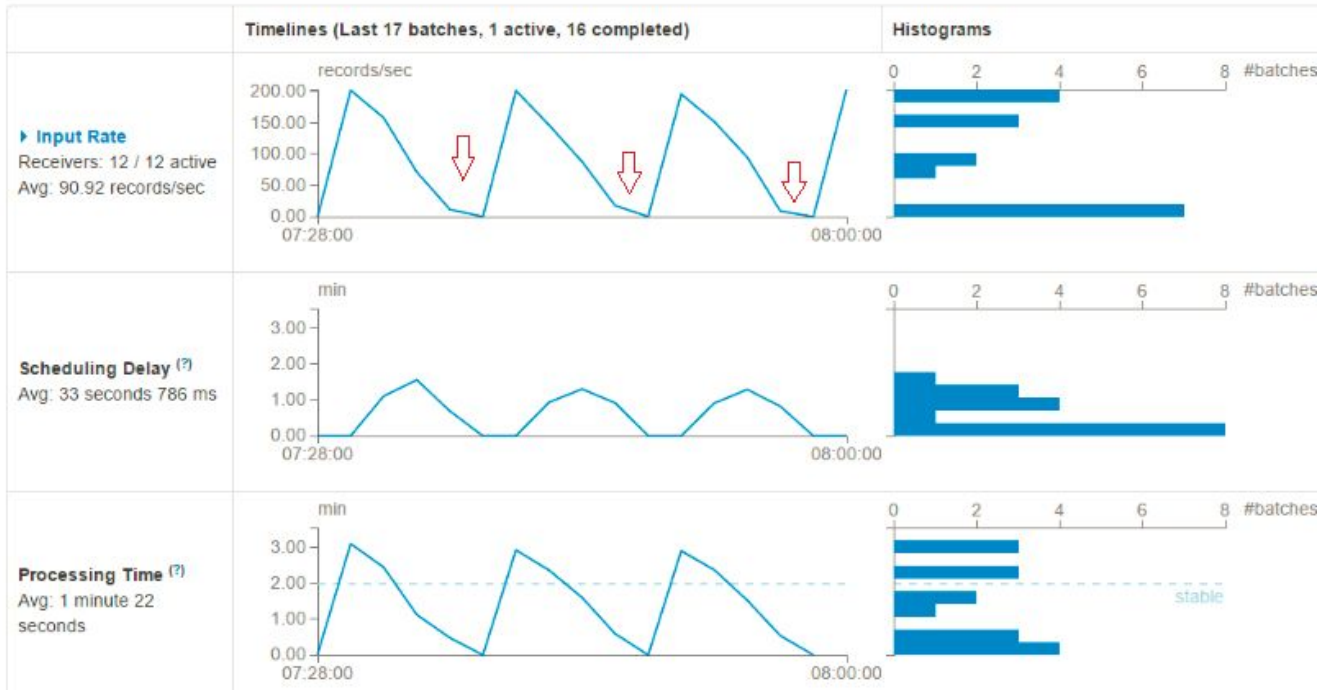 Timelines (Last 17 batches, 1 active, 16 completed)
Histograms
▶ Input Rate
Receivers: 12 / 12 active
Avg: 90.92 records/sec
records/sec
200.00
150.00
100.00
50.00
0.00
07:28:00 08:00:00
0 2 4 6 8 #batches
Scheduling Delay (?)
Avg: 33 seconds 786 ms
min
3.00
2.00
1.00
0.00
07:28:00 08:00:00
0 2 4 6 8 #batches
Processing Time (?)
Avg: 1 minute 22
seconds
min
3.00
2.00
1.00
0.00
07:28:00 08:00:00
0 2 4 6 8 #batches
stable